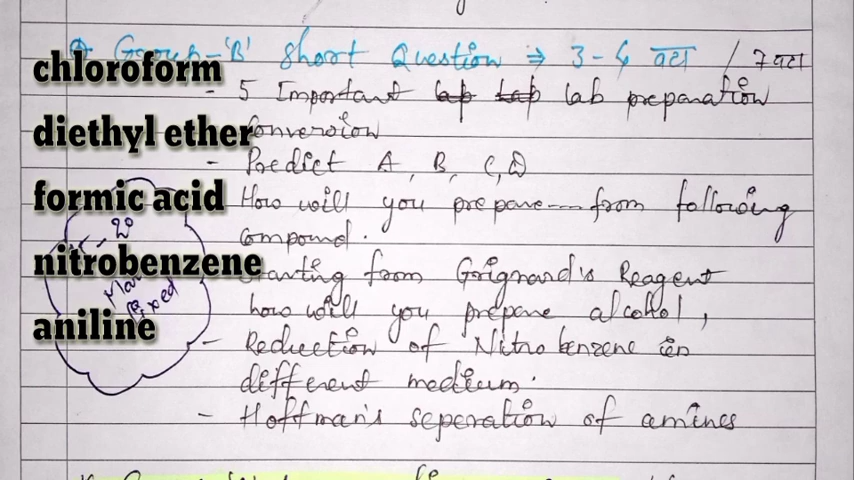 Group-'B' Short Question ⇒ 3-4 वटा / 7 वटा
chloroform
- 5 Important lab preparation
diethyl ether
Conversion
- Predict A, B, C, D
formic acid
How will you prepare---- from following
compound.
nitrobenzene
Starting from Grignard's Reagent
how will you prepare alcohol,
aniline
- Reduction of Nitrobenzene in
different medium.
- Hoffman's seperation of amines